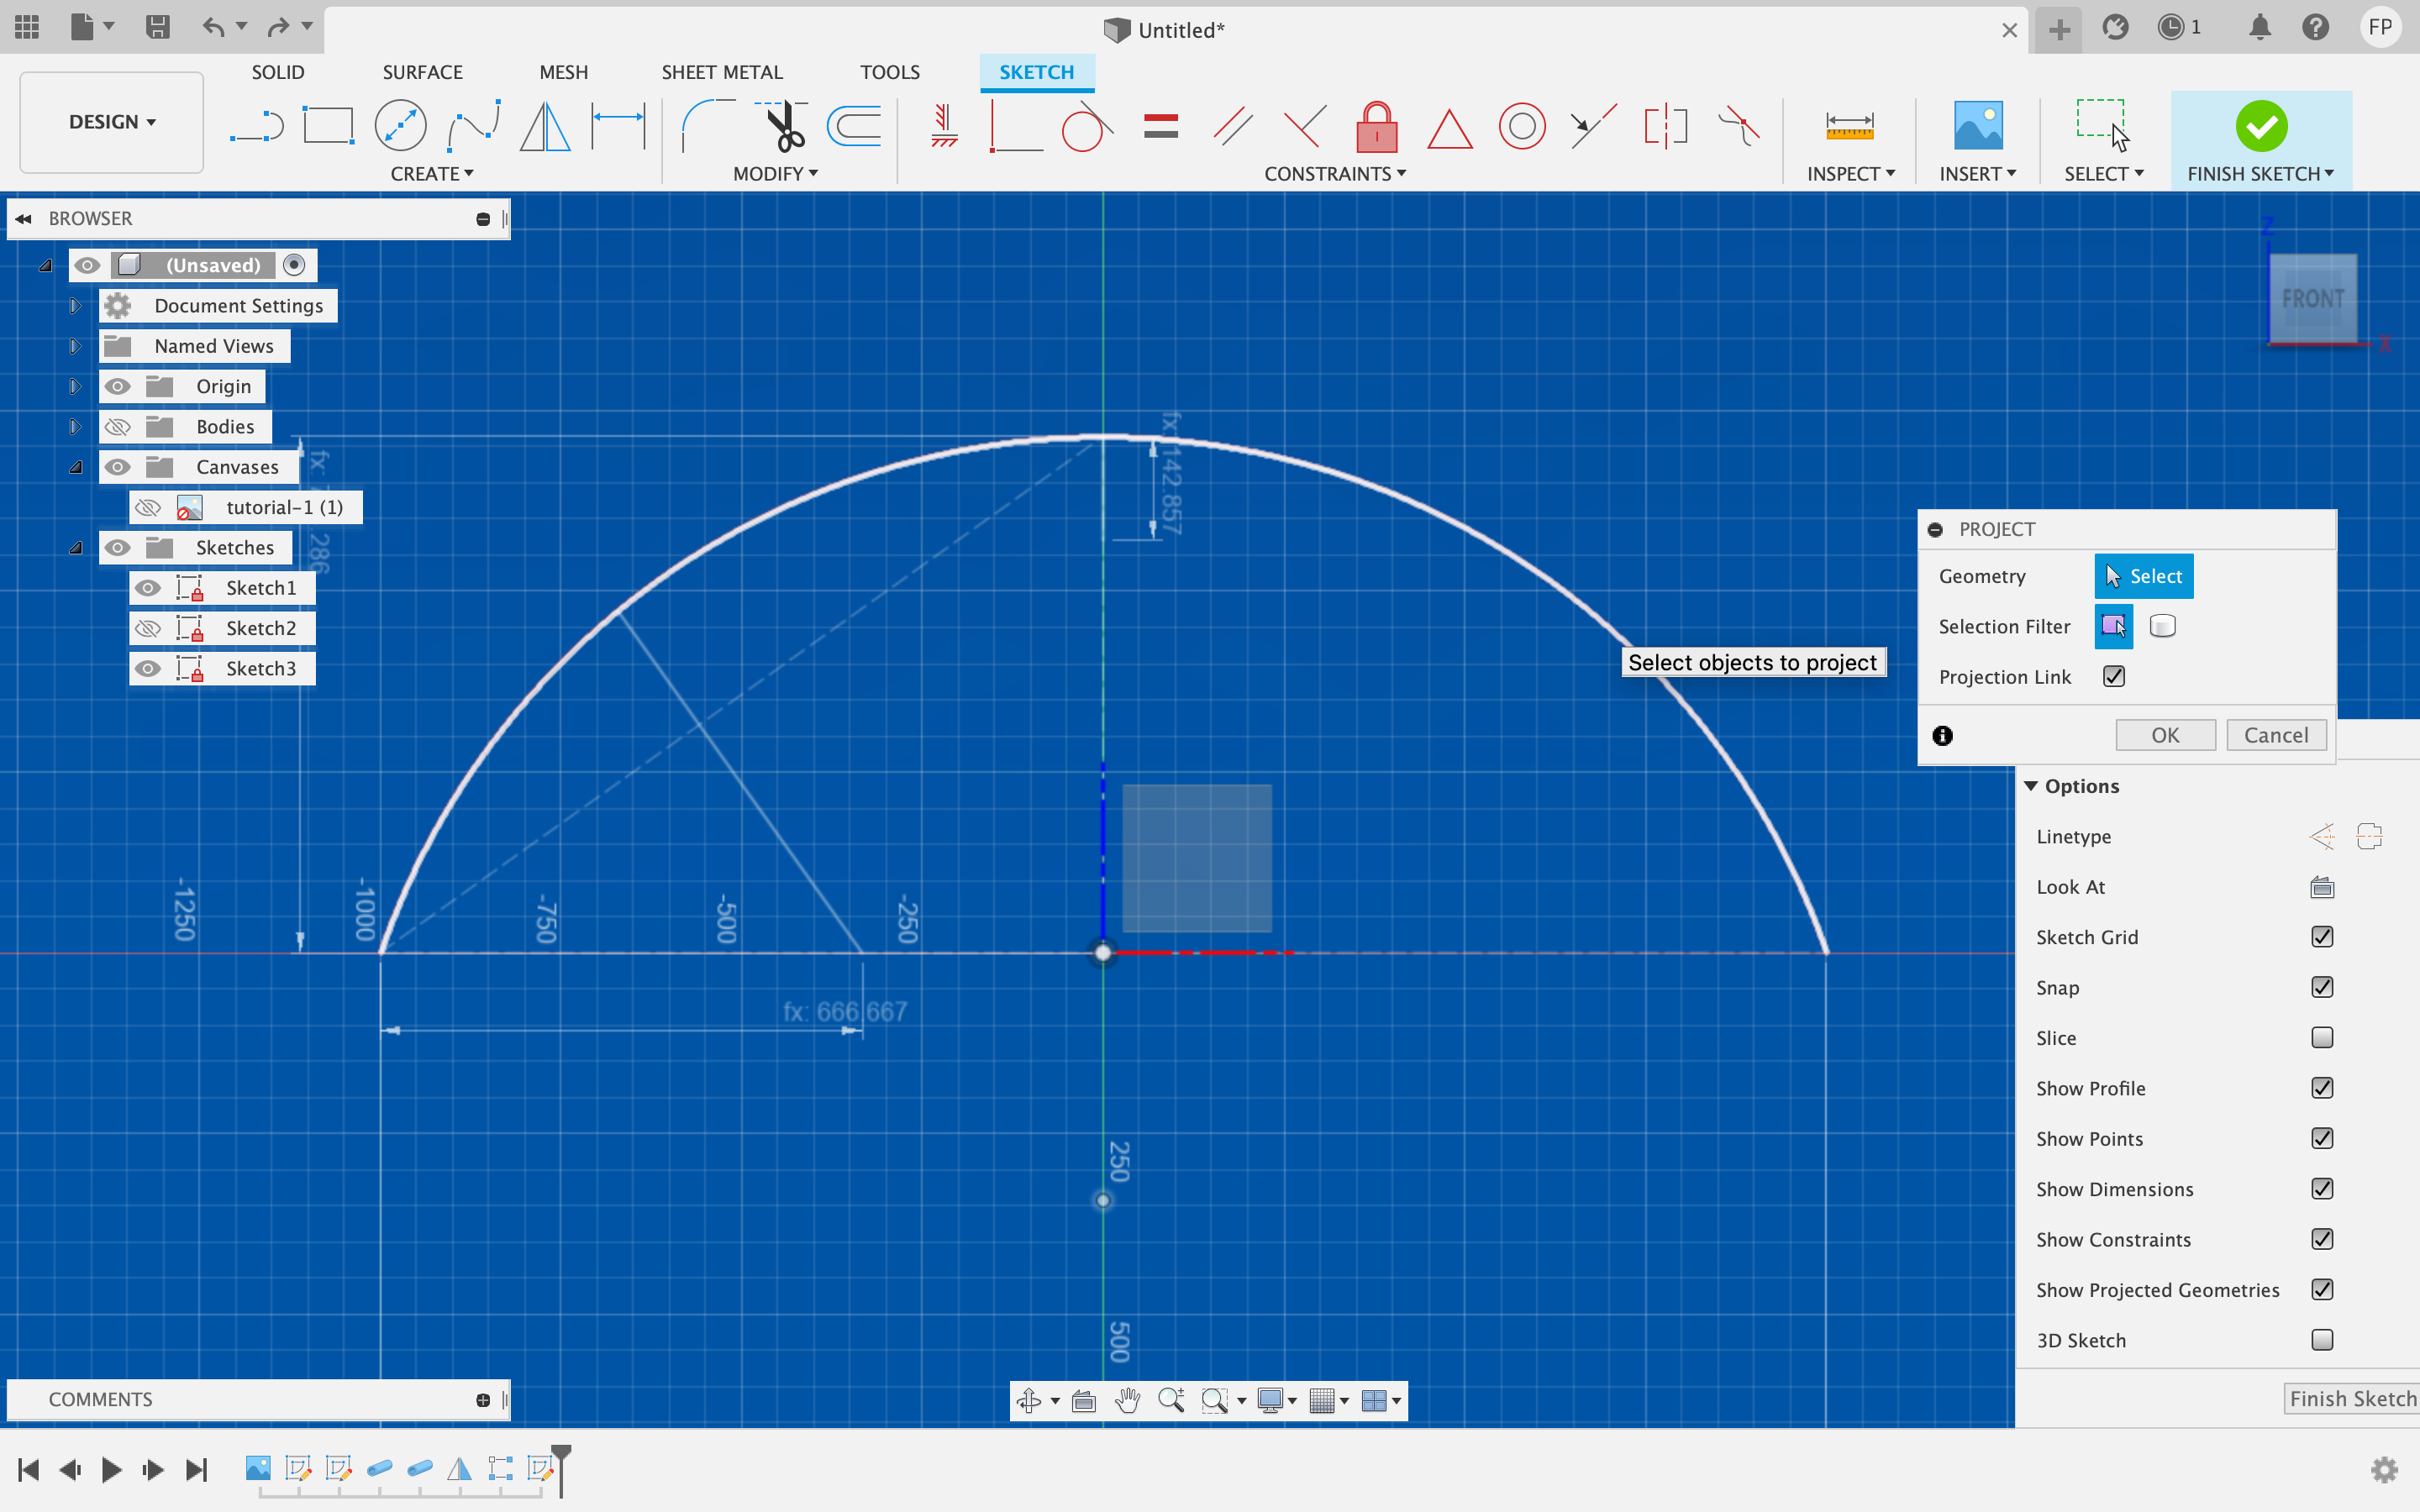 Untitled*
1
FP
SOLID
SURFACE
MESH
SHEET METAL
TOOLS
SKETCH
DESIGN
CREATE
MODIFY
CONSTRAINTS
INSPECT
INSERT
SELECT
FINISH SKETCH
BROWSER
(Unsaved)
Document Settings
Named Views
Origin
Bodies
Canvases
tutorial-1 (1)
Sketches
Sketch1
Sketch2
Sketch3
Z
FRONT
X
fx: 142.857
286
-1250
-1000
-750
-500
-250
fx: 666.667
250
500
Select objects to project
PROJECT
Geometry
Select
Selection Filter
Projection Link
OK
Cancel
Options
Linetype
Look At
Sketch Grid
Snap
Slice
Show Profile
Show Points
Show Dimensions
Show Constraints
Show Projected Geometries
3D Sketch
Finish Sketch
COMMENTS